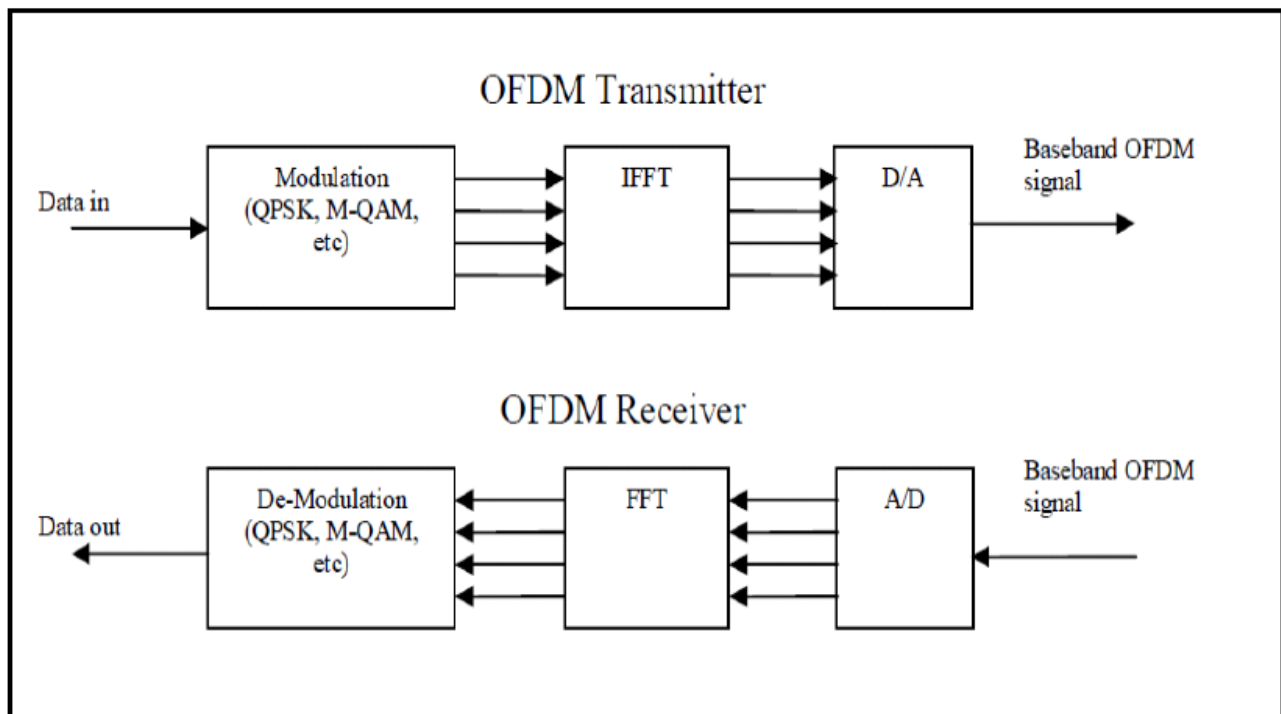 OFDM Transmitter
Data in
Modulation
(QPSK, M-QAM,
etc)
IFFT
D/A
Baseband OFDM
signal
OFDM Receiver
Data out
De-Modulation
(QPSK, M-QAM,
etc)
FFT
A/D
Baseband OFDM
signal